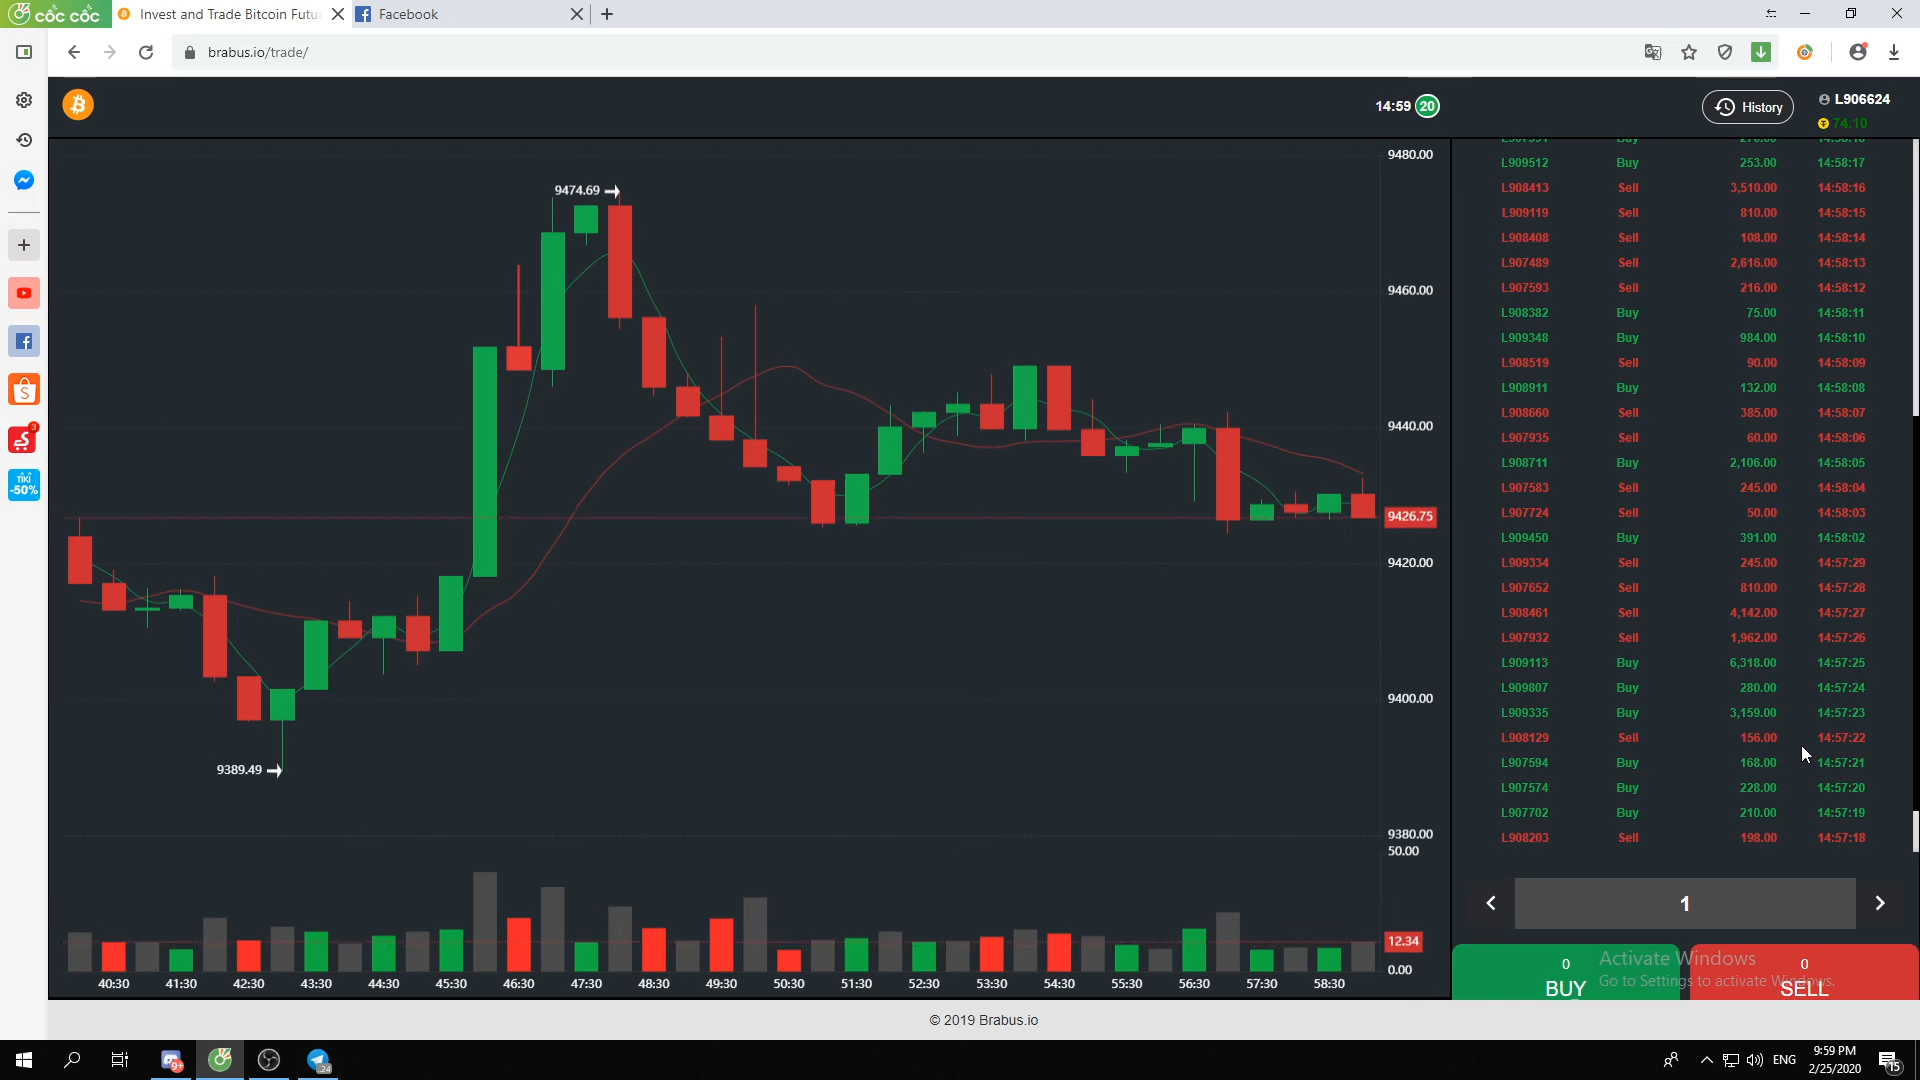 cốc cốc
Invest and Trade Bitcoin Futu
Facebook
brabus.io/trade/
14:59 20
History
L906624
74.10
9480.00
9460.00
9440.00
9426.75
9420.00
9400.00
9380.00
50.00
12.34
0.00
9474.69
9389.49
40:30 41:30 42:30 43:30 44:30 45:30 46:30 47:30 48:30 49:30 50:30 51:30 52:30 53:30 54:30 55:30 56:30 57:30 58:30
L909512 Buy 253.00 14:58:17
L908413 Sell 3,510.00 14:58:16
L909119 Sell 810.00 14:58:15
L908408 Sell 108.00 14:58:14
L907489 Sell 2,616.00 14:58:13
L907593 Sell 216.00 14:58:12
L908382 Buy 75.00 14:58:11
L909348 Buy 984.00 14:58:10
L908519 Sell 90.00 14:58:09
L908911 Buy 132.00 14:58:08
L908660 Sell 385.00 14:58:07
L907935 Sell 60.00 14:58:06
L908711 Buy 2,106.00 14:58:05
L907583 Sell 245.00 14:58:04
L907724 Sell 50.00 14:58:03
L909450 Buy 391.00 14:58:02
L909334 Sell 245.00 14:57:29
L907652 Sell 810.00 14:57:28
L908461 Sell 4,142.00 14:57:27
L907932 Sell 1,962.00 14:57:26
L909113 Buy 6,318.00 14:57:25
L909807 Buy 280.00 14:57:24
L909335 Buy 3,159.00 14:57:23
L908129 Sell 156.00 14:57:22
L907594 Buy 168.00 14:57:21
L907574 Buy 228.00 14:57:20
L907702 Buy 210.00 14:57:19
L908203 Sell 198.00 14:57:18
1
0
BUY
0
SELL
Activate Windows
Go to Settings to activate Windows.
© 2019 Brabus.io
3
TIKI
-50%
9+
24
ENG
9:59 PM
2/25/2020
15